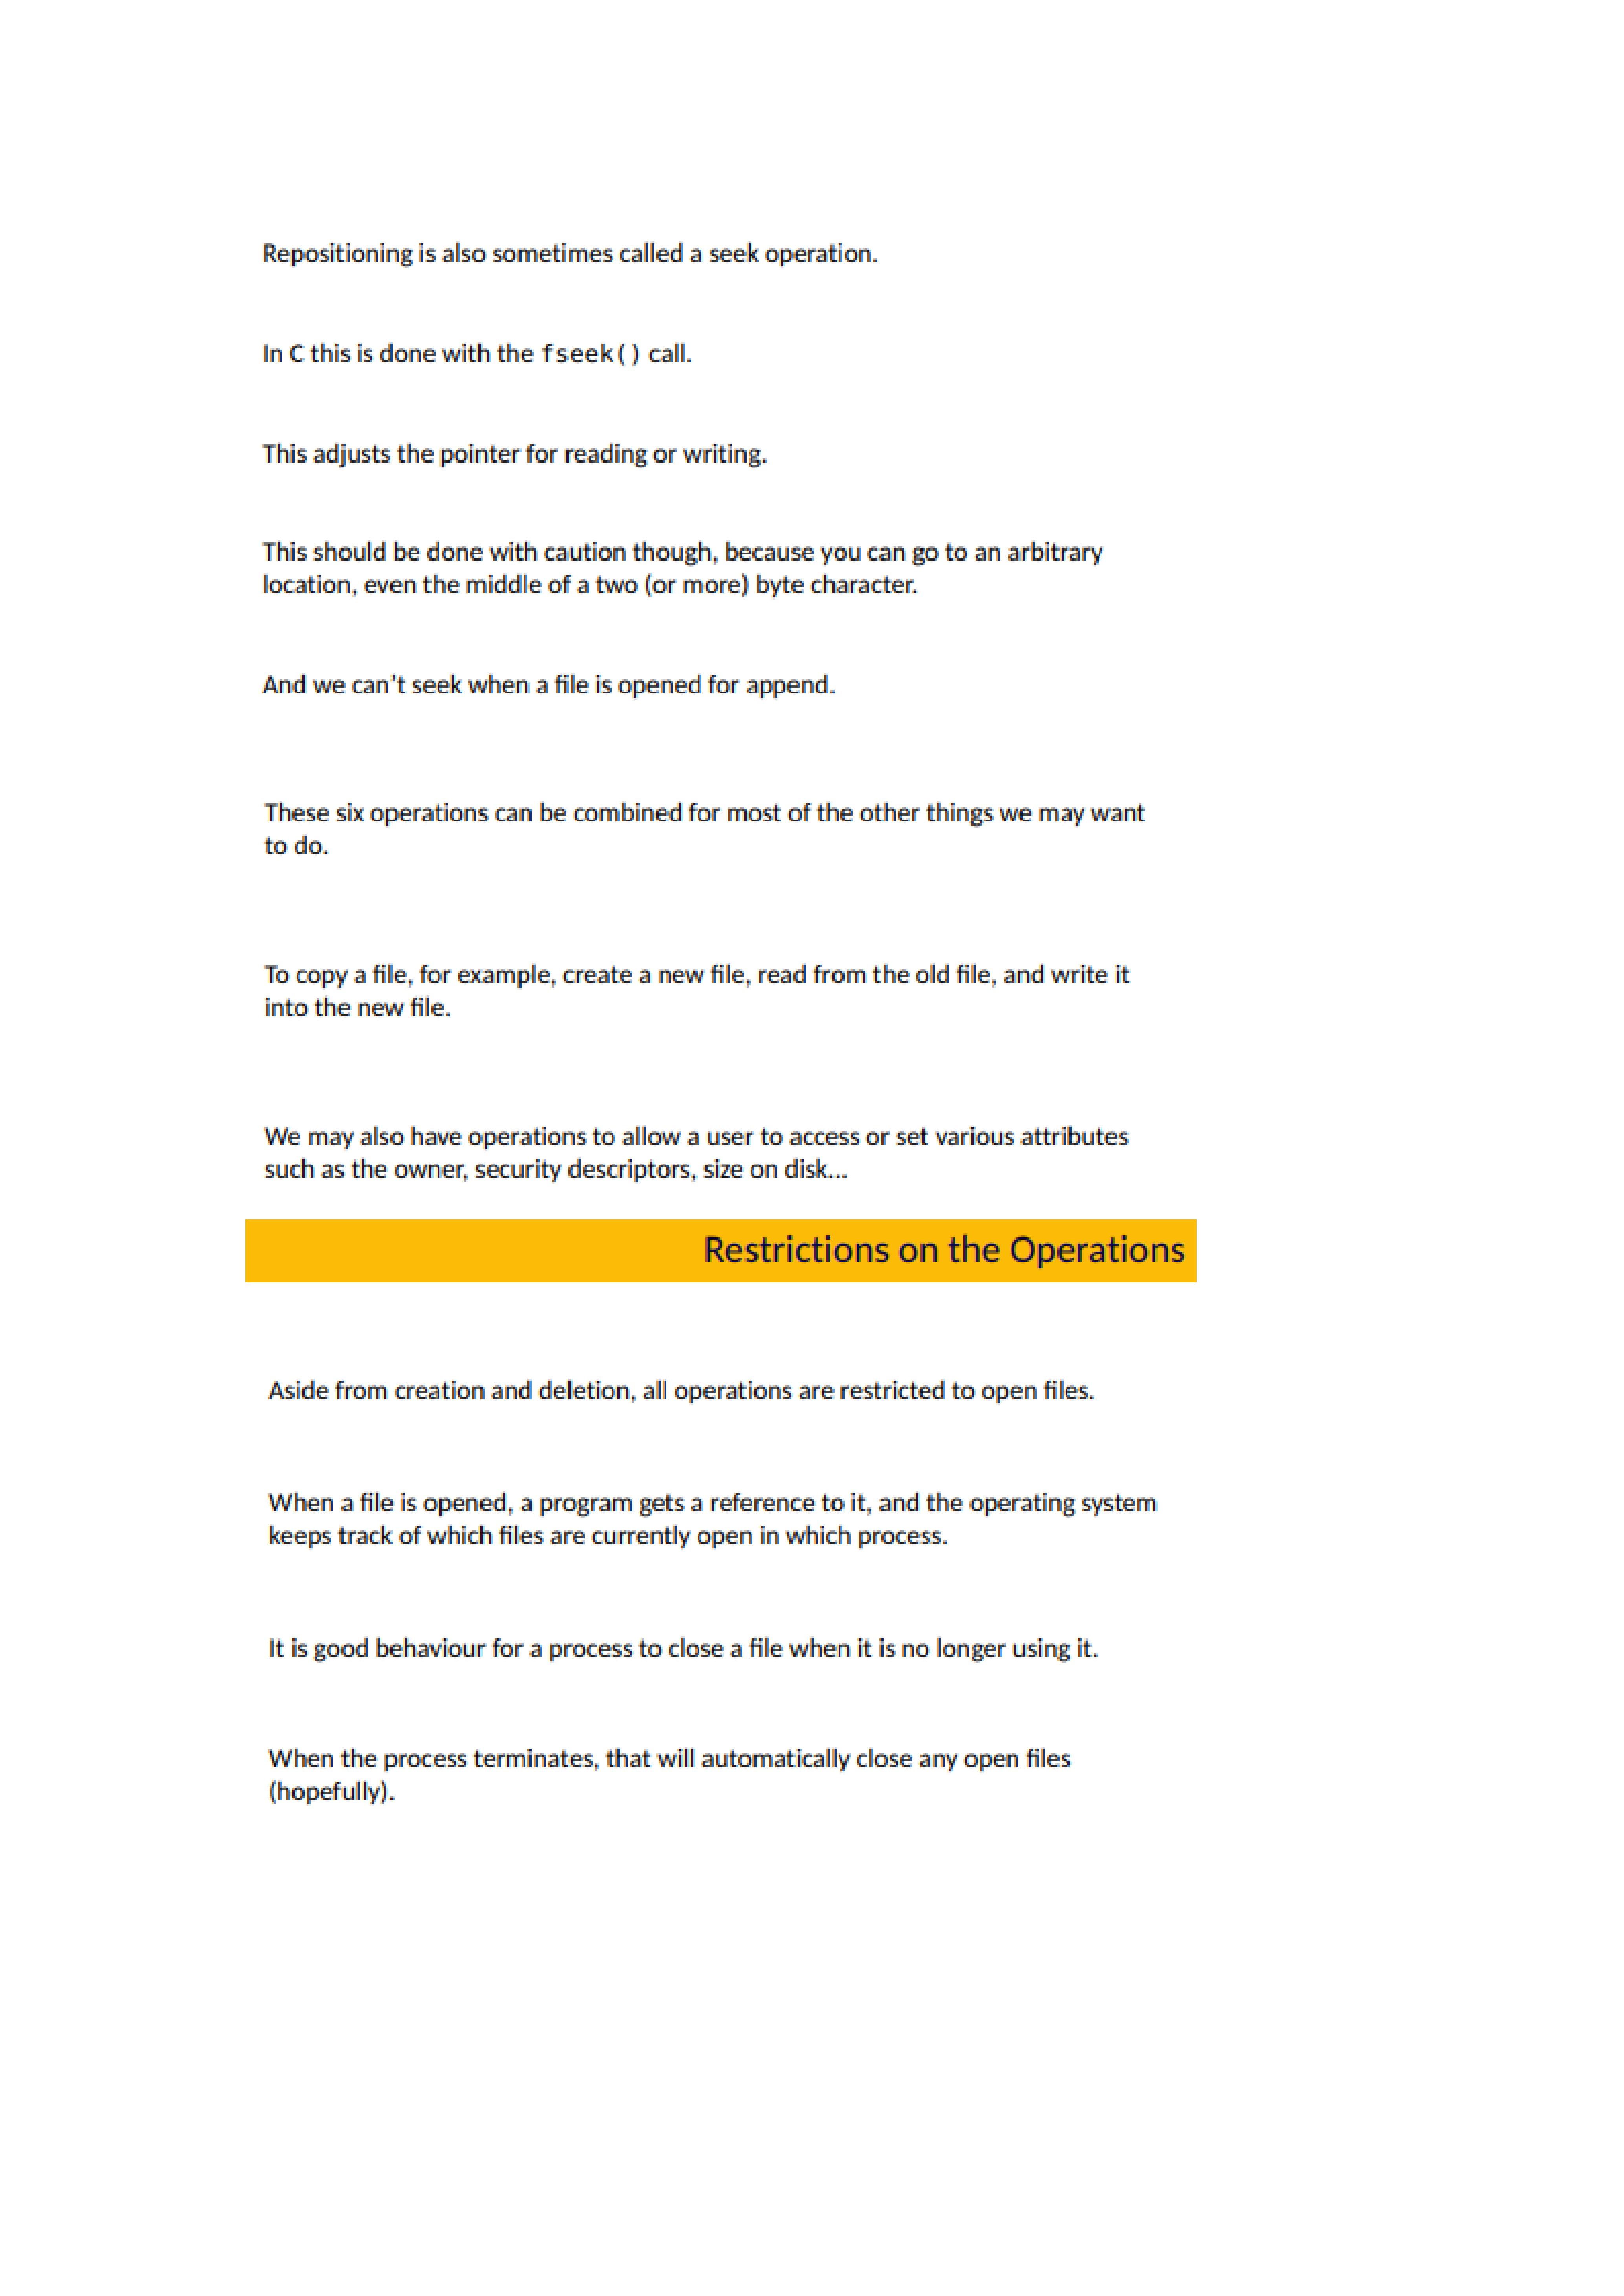 Repositioning is also sometimes called a seek operation.
In C this is done with the fseek() call.
This adjusts the pointer for reading or writing.
This should be done with caution though, because you can go to an arbitrary
location, even the middle of a two (or more) byte character.
And we can't seek when a file is opened for append.
These six operations can be combined for most of the other things we may want
to do.
To copy a file, for example, create a new file, read from the old file, and write it
into the new file.
We may also have operations to allow a user to access or set various attributes
such as the owner, security descriptors, size on disk...
Restrictions on the Operations
Aside from creation and deletion, all operations are restricted to open files.
When a file is opened, a program gets a reference to it, and the operating system
keeps track of which files are currently open in which process.
It is good behaviour for a process to close a file when it is no longer using it.
When the process terminates, that will automatically close any open files
(hopefully).